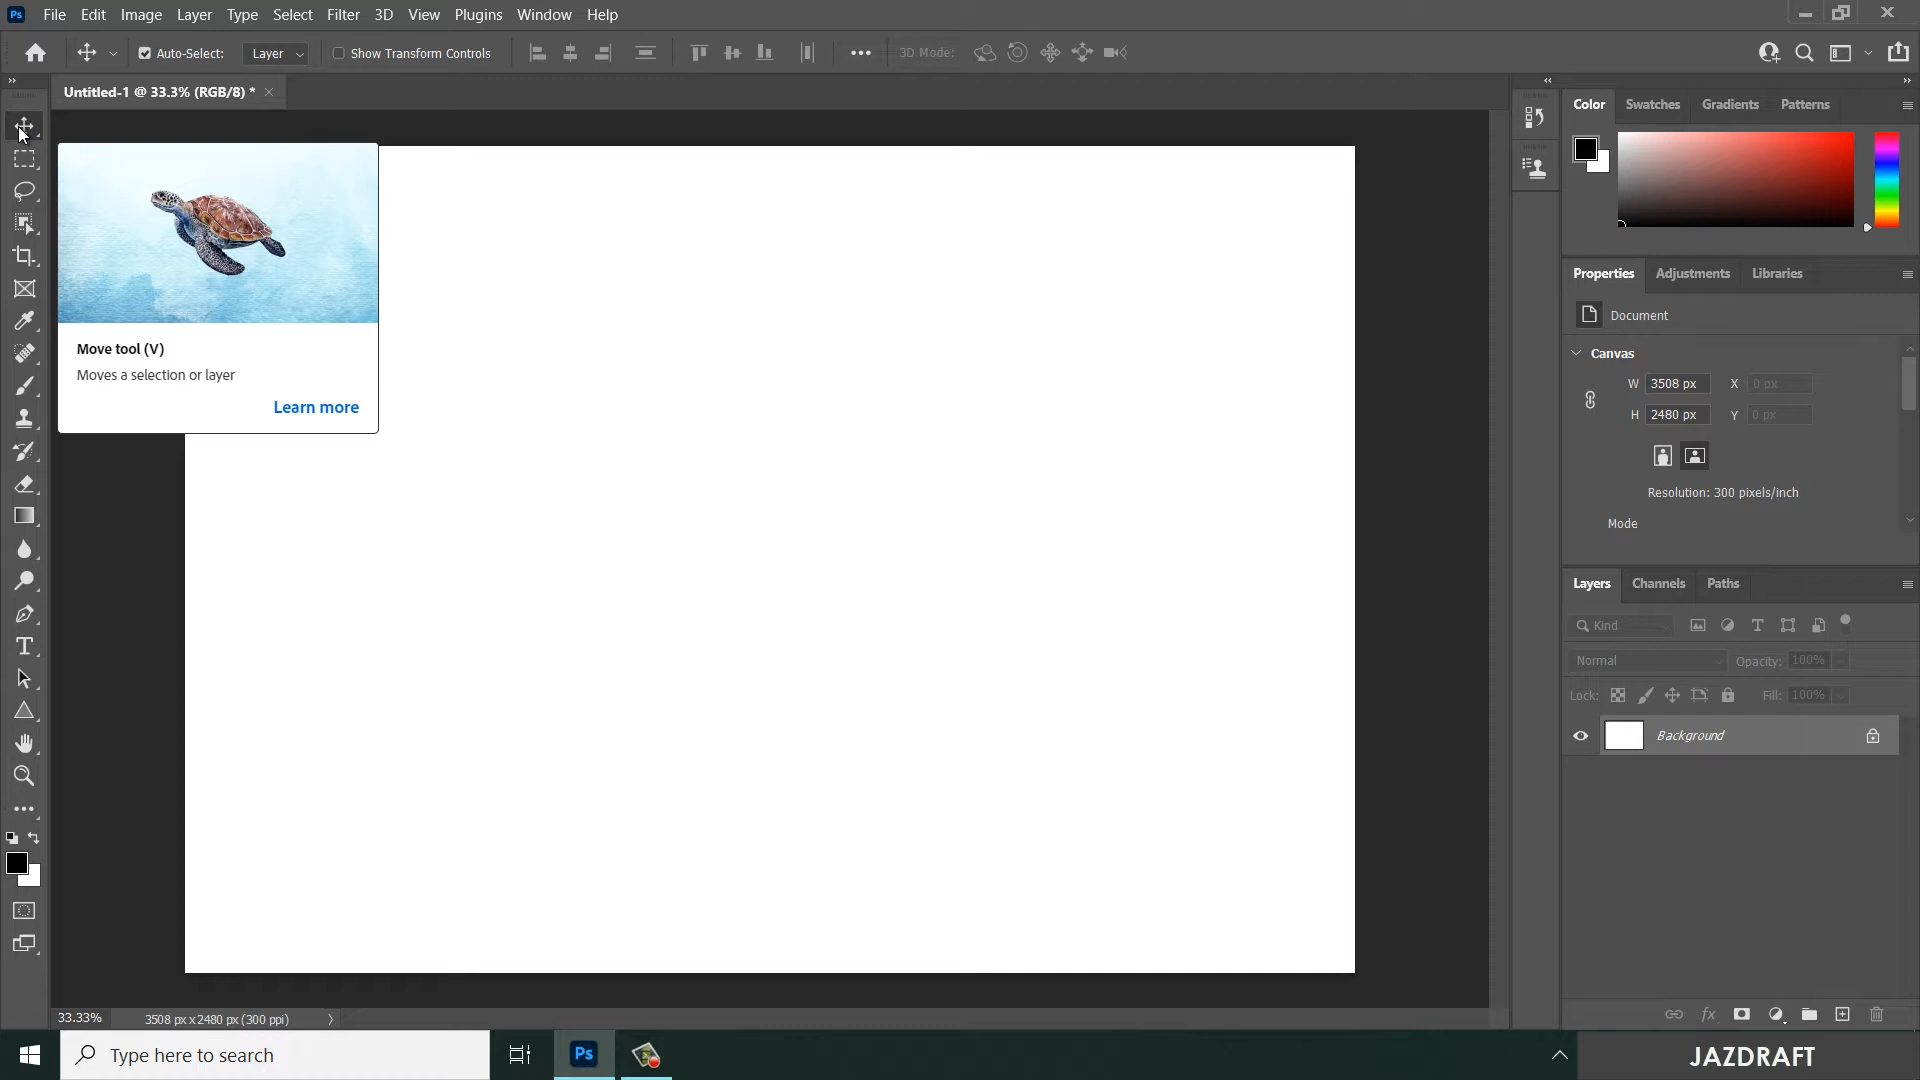 Ps File Edit Image Layer Type Select Filter 3D View Plugins Window Help
Auto-Select: Layer Show Transform Controls 3D Mode:
Untitled-1 @ 33.3% (RGB/8) *
Color Swatches Gradients Patterns
Move tool (V)
Moves a selection or layer
Learn more
Properties Adjustments Libraries
Document
Canvas
W 3508 px X 0 px
H 2480 px Y 0 px
Resolution: 300 pixels/inch
Mode
Layers Channels Paths
Kind
Normal Opacity: 100%
Lock: Fill: 100%
Background
fx
33.33% 3508 px x 2480 px (300 ppi)
Type here to search Ps
JAZDRAFT